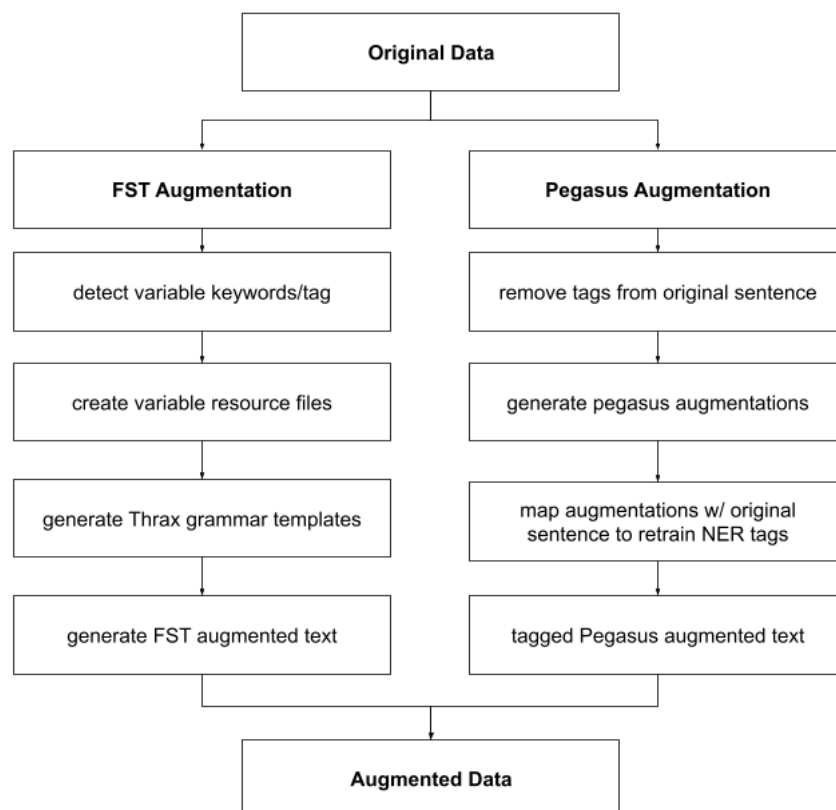 Original Data
FST Augmentation
detect variable keywords/tag
create variable resource files
generate Thrax grammar templates
generate FST augmented text
Pegasus Augmentation
remove tags from original sentence
generate pegasus augmentations
map augmentations w/ original
sentence to retrain NER tags
tagged Pegasus augmented text
Augmented Data